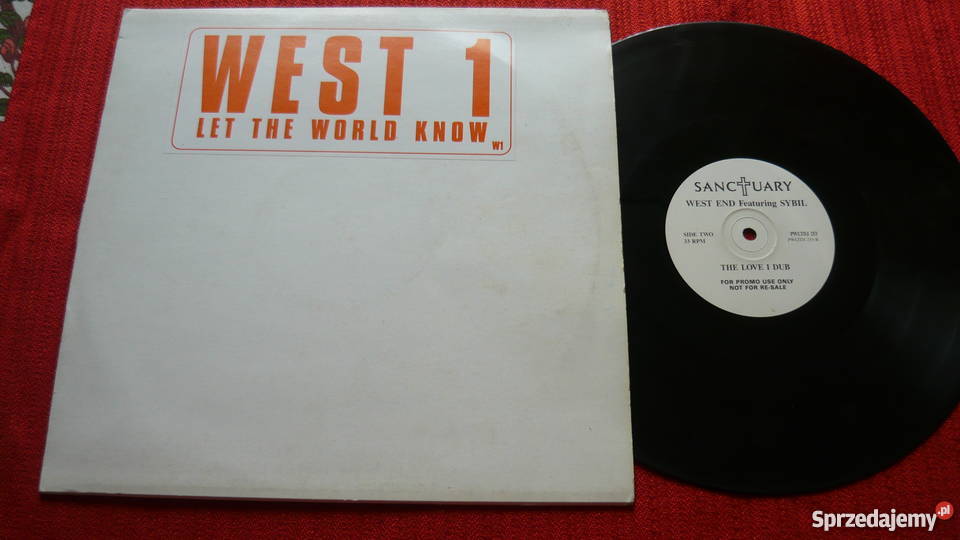 WEST 1
LET THE WORLD KNOW
W1
SANCTUARY
WEST END Featuring SYBIL
SIDE TWO
33 RPM
THE LOVE I DUB
FOR PROMO USE ONLY
NOT FOR RE-SALE
Sprzedajemy.pl